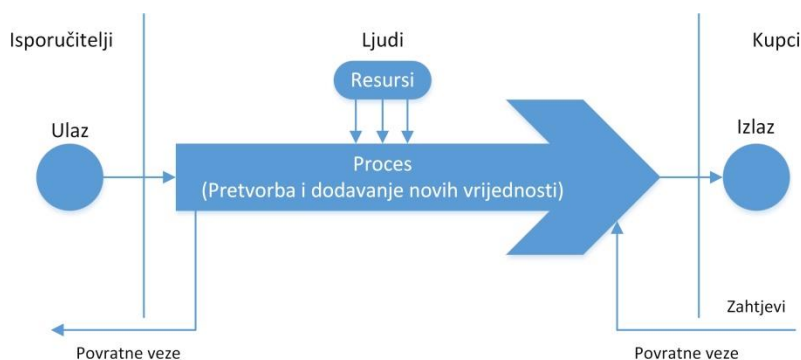 Isporučitelji
Ljudi
Kupci
Resursi
Ulaz
Izlaz
Proces
(Pretvorba i dodavanje novih vrijednosti)
Zahtjevi
Povratne veze
Povratne veze